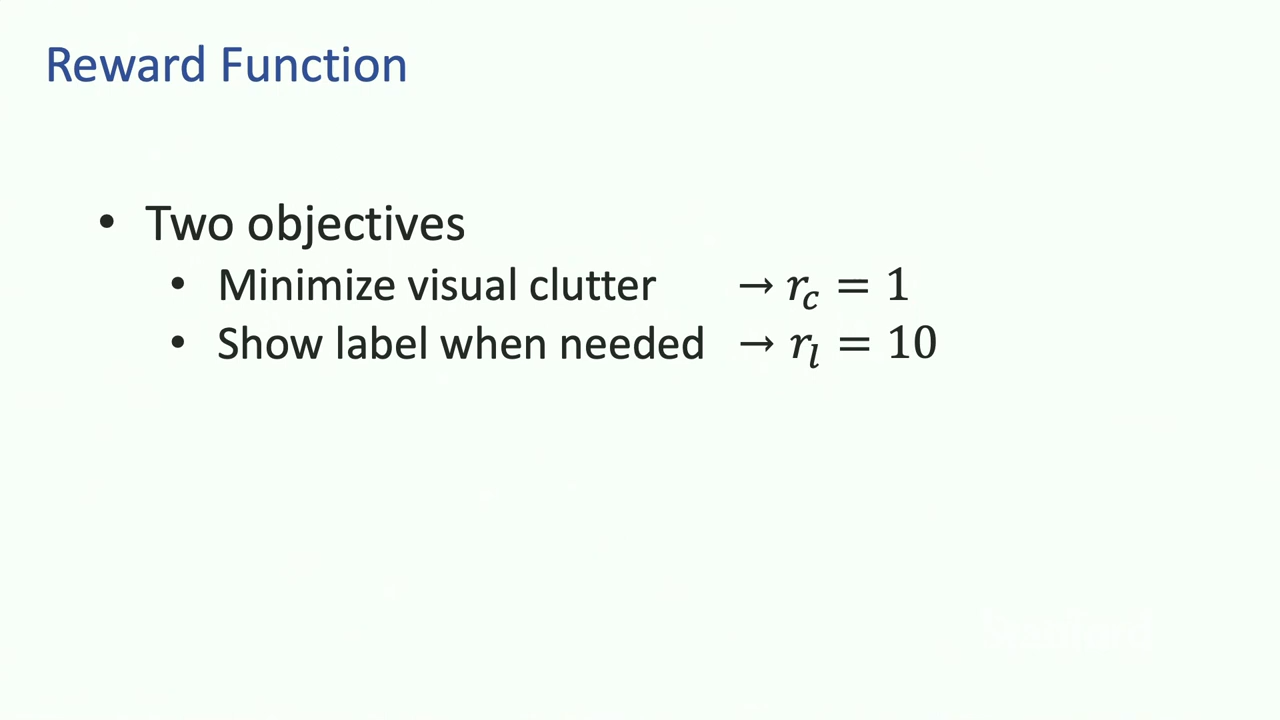 Reward Function
• Two objectives
• Minimize visual clutter → r_c = 1
• Show label when needed → r_l = 10